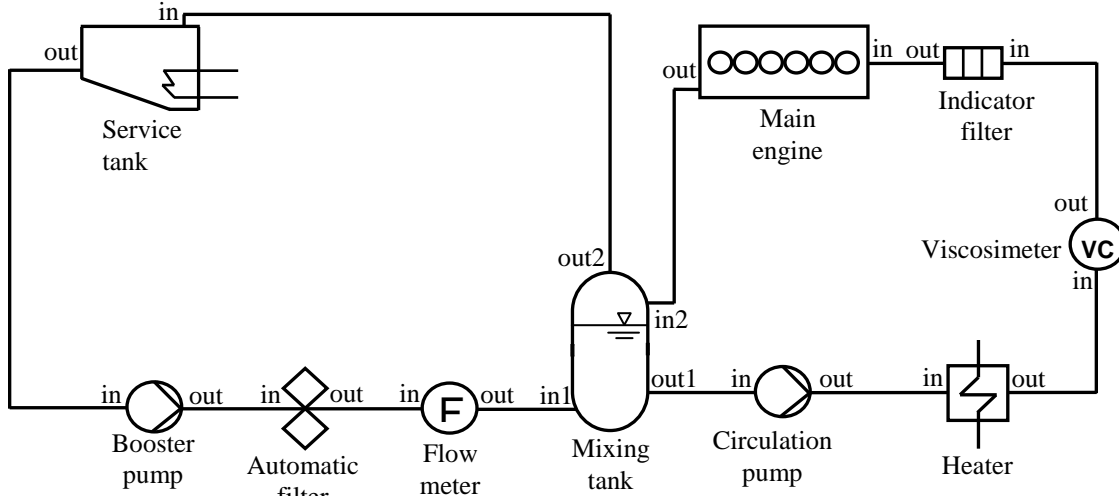 in
out
Service
tank
out
in
out
in
Main
engine
Indicator
filter
out
Viscosimeter
VC
in
out2
in2
out1
in
out
in
out
in
out
in
out
in
F
out
in1
Booster
pump
Automatic
filter
Flow
meter
Mixing
tank
Circulation
pump
Heater